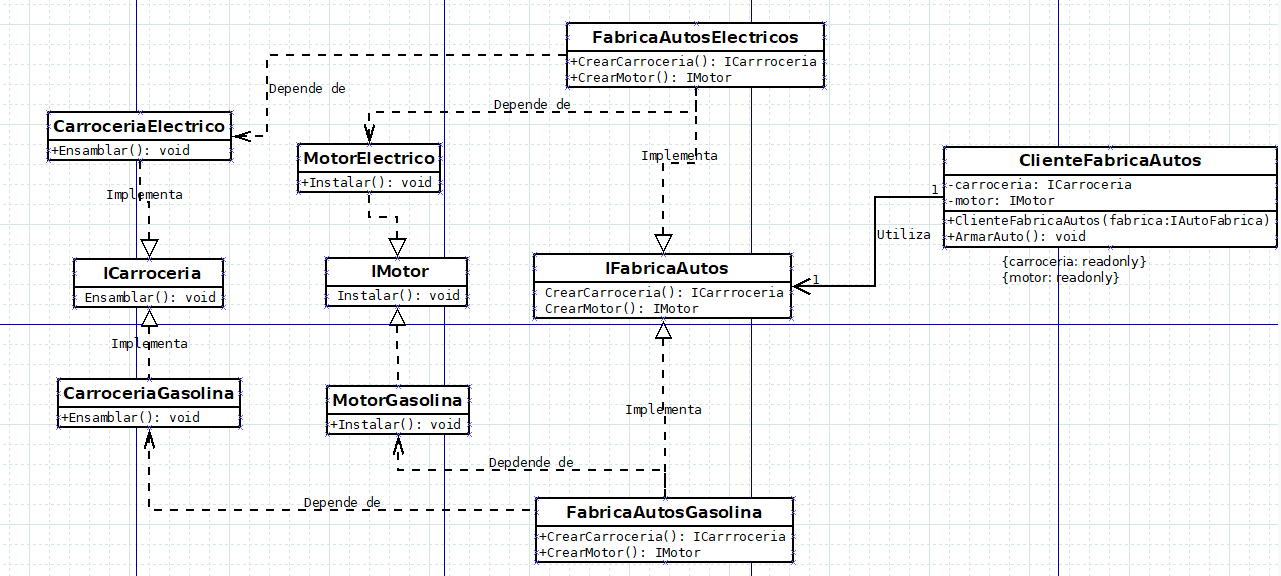 FabricaAutosElectricos
+CrearCarroceria(): ICarrroceria
+CrearMotor(): IMotor
Depende de
Depende de
CarroceriaElectrico
+Ensamblar(): void
MotorElectrico
+Instalar(): void
Implementa
ClienteFabricaAutos
-carroceria: ICarroceria
-motor: IMotor
+ClienteFabricaAutos(fabrica:IAutoFabrica)
+ArmarAuto(): void
{carroceria: readonly}
{motor: readonly}
1
Utiliza
1
Implementa
ICarroceria
Ensamblar(): void
IMotor
Instalar(): void
IFabricaAutos
CrearCarroceria(): ICarrroceria
CrearMotor(): IMotor
Implementa
CarroceriaGasolina
+Ensamblar(): void
MotorGasolina
+Instalar(): void
Implementa
Depdende de
Depende de
FabricaAutosGasolina
+CrearCarroceria(): ICarrroceria
+CrearMotor(): IMotor